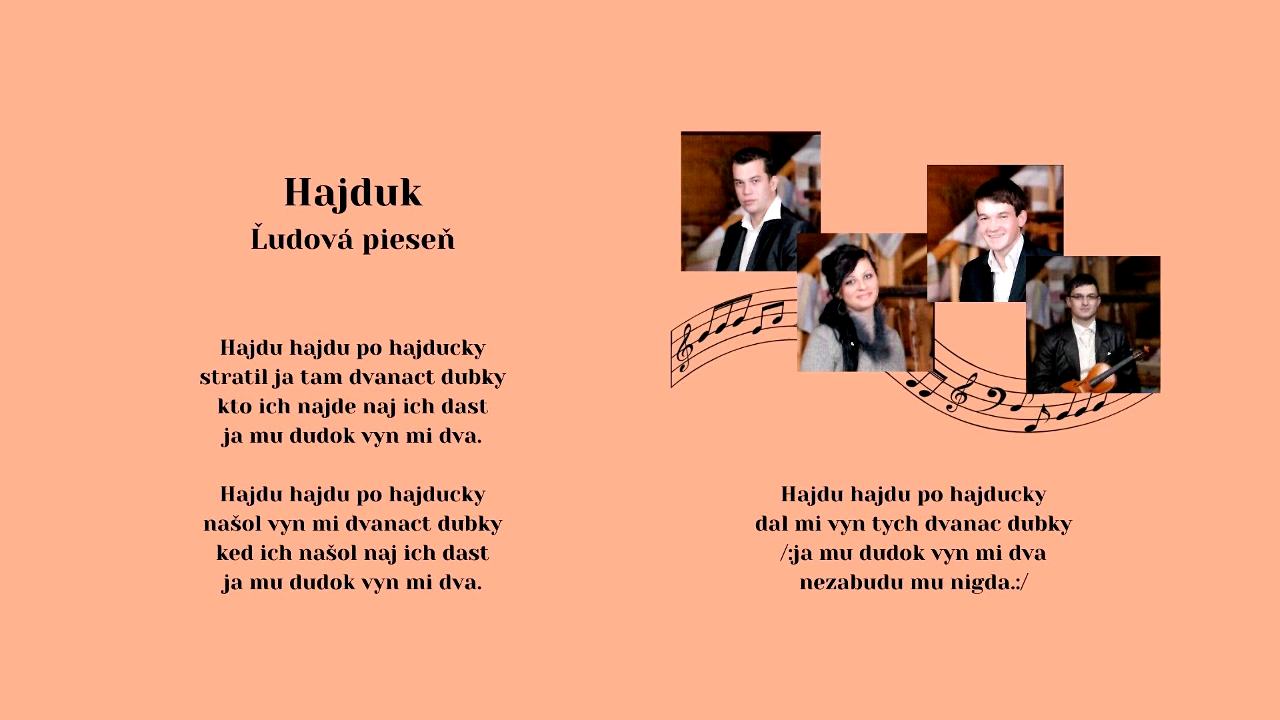 Hajduk
Ľudová pieseň
Hajdu hajdu po hajducky
stratil ja tam dvanact dubky
kto ich najde naj ich dast
ja mu dudok vyn mi dva.
Hajdu hajdu po hajducky
našol vyn mi dvanact dubky
ked ich našol naj ich dast
ja mu dudok vyn mi dva.
Hajdu hajdu po hajducky
dal mi vyn tych dvanac dubky
/:ja mu dudok vyn mi dva
nezabudu mu nigda.:/